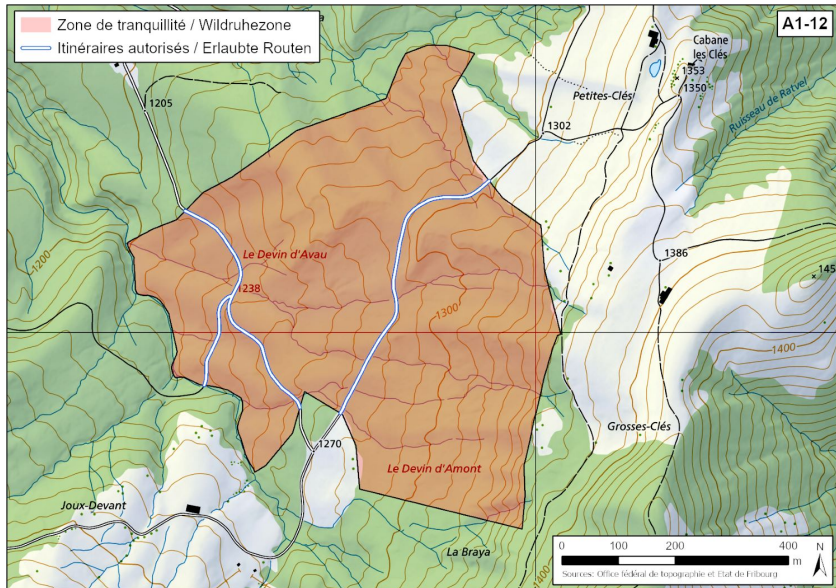 Zone de tranquillité / Wildruhezone
Itinéraires autorisés / Erlaubte Routen
A1-12
Cabane
les Clés
1353
1350
Petites-Clés
Ruisseau de Ratvel
1205
1302
1200
Le Devin d'Avau
1238
1386
145
1300
1400
Grosses-Clés
1270
Le Devin d'Amont
Joux-Devant
La Braya
1400
0 100 200 400
m
N
Sources: Office fédéral de topographie et Etat de Fribourg